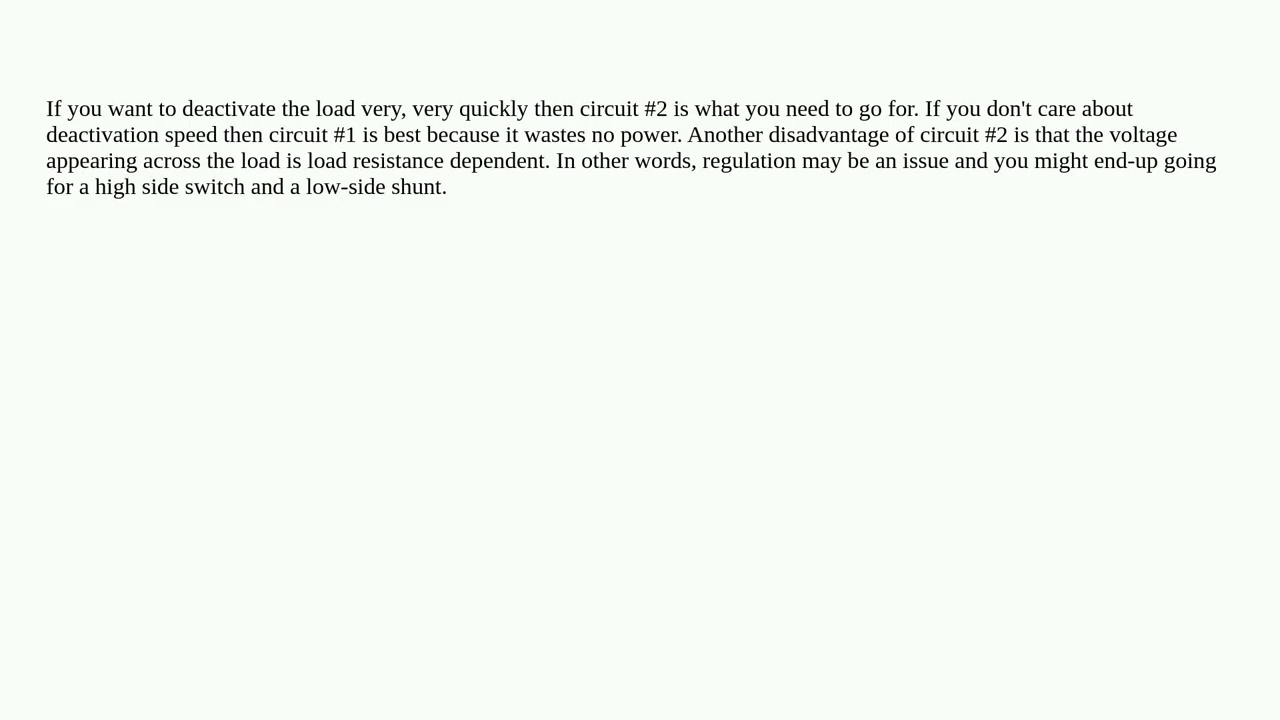 If you want to deactivate the load very, very quickly then circuit #2 is what you need to go for. If you don't care about
deactivation speed then circuit #1 is best because it wastes no power. Another disadvantage of circuit #2 is that the voltage
appearing across the load is load resistance dependent. In other words, regulation may be an issue and you might end-up going
for a high side switch and a low-side shunt.